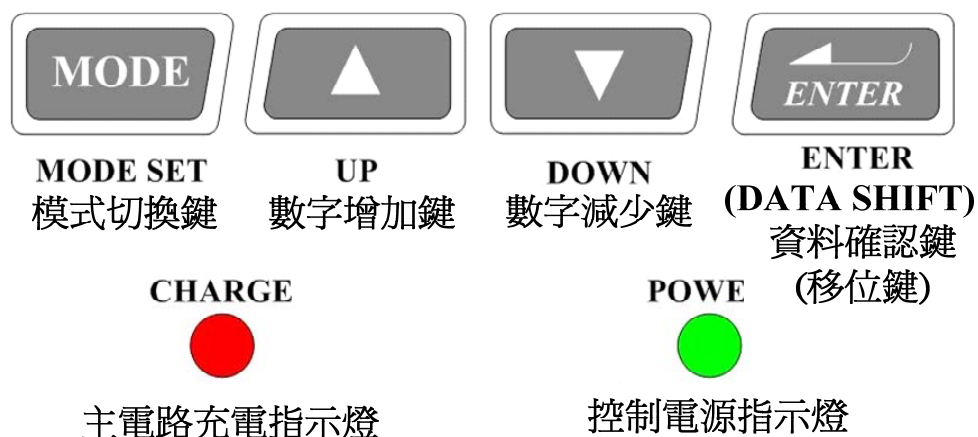 MODE
ENTER
MODE SET
模式切換鍵
UP
數字增加鍵
DOWN
數字減少鍵
ENTER
(DATA SHIFT)
資料確認鍵
(移位鍵)
CHARGE
主電路充電指示燈
POWE
控制電源指示燈